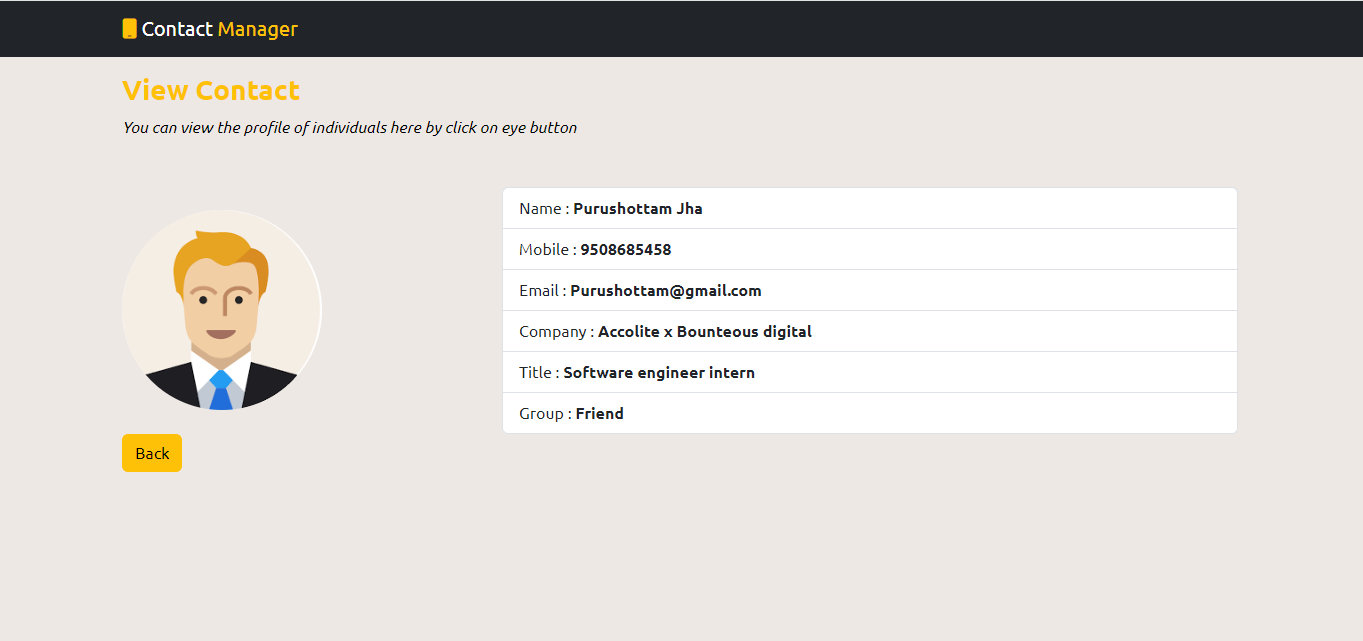 Contact Manager
View Contact
You can view the profile of individuals here by click on eye button
Name : Purushottam Jha
Mobile : 9508685458
Email : Purushottam@gmail.com
Company : Accolite x Bounteous digital
Title : Software engineer intern
Group : Friend
Back